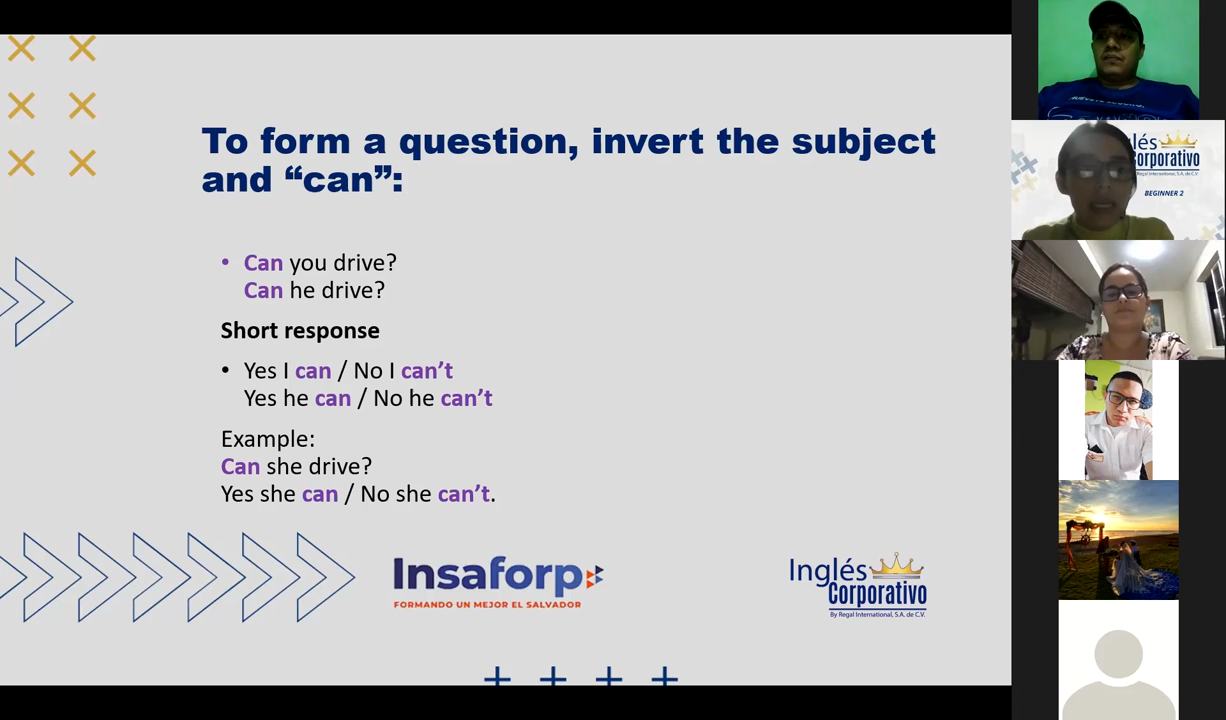 To form a question, invert the subject
and “can”:
• Can you drive?
Can he drive?
Short response
• Yes I can / No I can’t
Yes he can / No he can’t
Example:
Can she drive?
Yes she can / No she can’t.
Insaforp
FORMANDO UN MEJOR EL SALVADOR
Inglés
Corporativo
By Regal International, S.A. de C.V.
lés
Corporativo
Regal International, S.A. de C.V.
BEGINNER 2